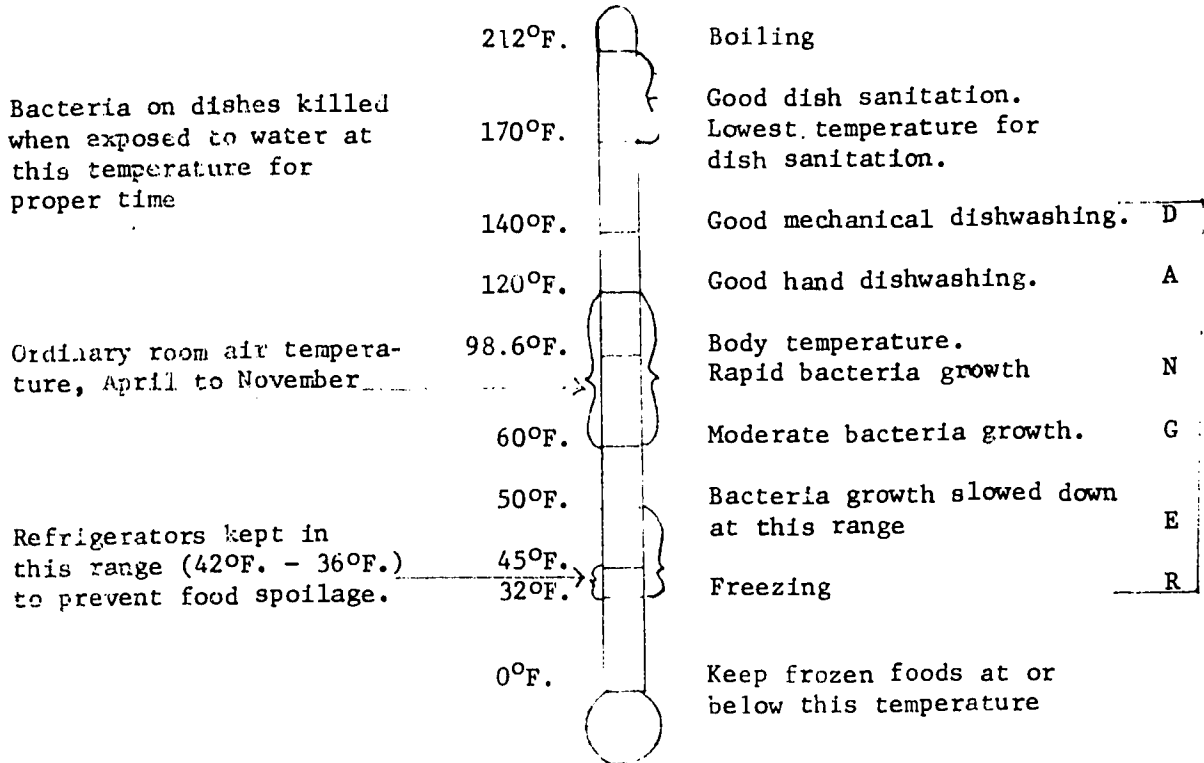 212°F.
Boiling
Bacteria on dishes killed
when exposed to water at
this temperature for
proper time
170°F.
Good dish sanitation.
Lowest temperature for
dish sanitation.
140°F.
Good mechanical dishwashing.
D
120°F.
Good hand dishwashing.
A
Ordinary room air tempera-
ture, April to November
98.6°F.
Body temperature.
Rapid bacteria growth
N
60°F.
Moderate bacteria growth.
G
50°F.
Bacteria growth slowed down
at this range
E
Refrigerators kept in
this range (42°F. - 36°F.)
to prevent food spoilage.
45°F.
32°F.
Freezing
R
0°F.
Keep frozen foods at or
below this temperature